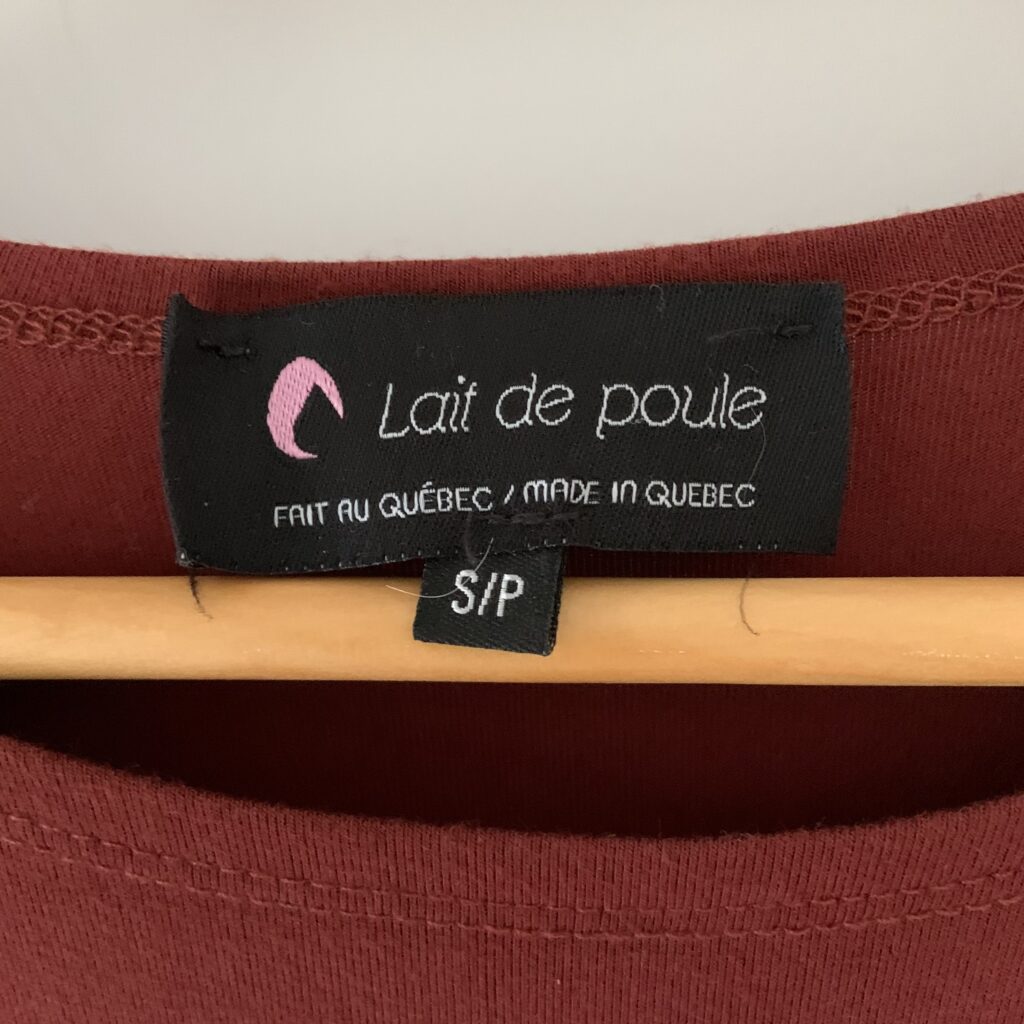 Lait de poule
FAIT AU QUÉBEC / MADE IN QUEBEC
S/P